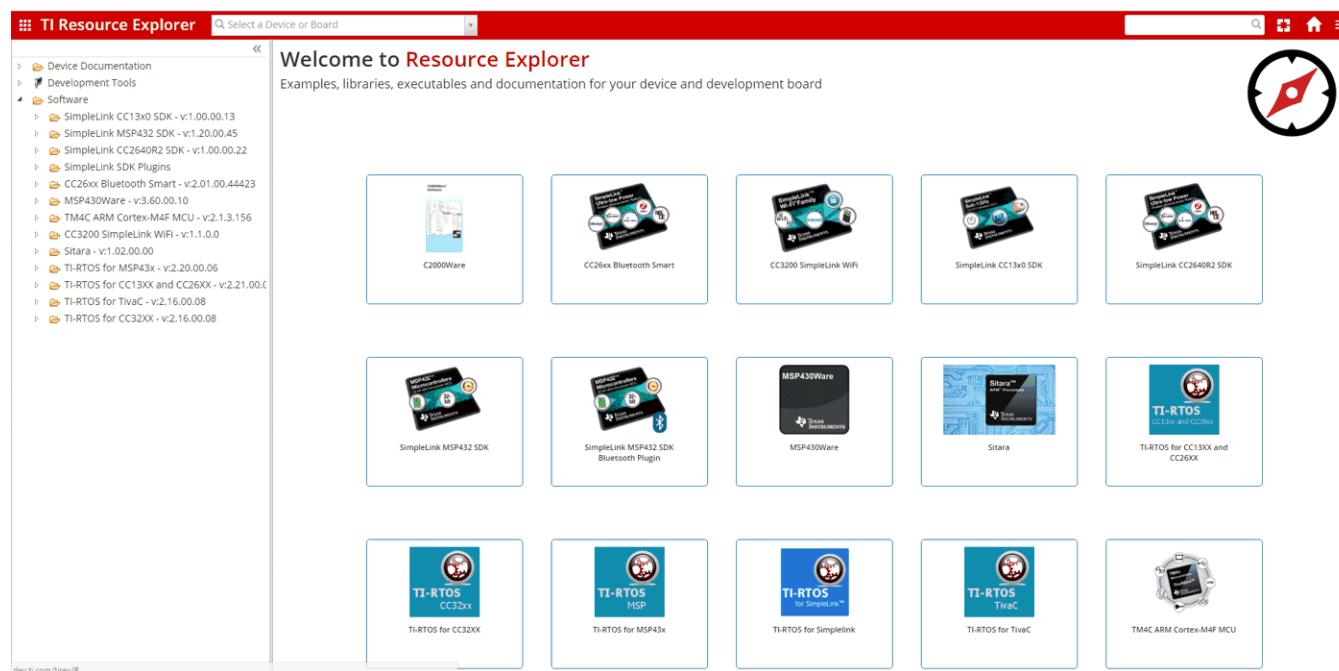 TI Resource Explorer
Select a Device or Board
Device Documentation
Development Tools
Software
SimpleLink CC13x0 SDK - v:1.00.00.13
SimpleLink MSP432 SDK - v:1.20.00.45
SimpleLink CC2640R2 SDK - v:1.00.00.22
SimpleLink SDK Plugins
CC26xx Bluetooth Smart - v:2.01.00.44423
MSP430Ware - v:3.60.00.10
TM4C ARM Cortex-M4F MCU - v:2.1.3.156
CC3200 SimpleLink WiFi - v:1.1.0.0
Sitara - v:1.02.00.00
TI-RTOS for MSP43x - v:2.20.00.06
TI-RTOS for CC13XX and CC26XX - v:2.21.00.
TI-RTOS for TivaC - v:2.16.00.08
TI-RTOS for CC32XX - v:2.16.00.08
Welcome to Resource Explorer
Examples, libraries, executables and documentation for your device and development board
C2000Ware
CC26xx Bluetooth Smart
CC3200 SimpleLink WiFi
SimpleLink CC13x0 SDK
SimpleLink CC2640R2 SDK
SimpleLink MSP432 SDK
SimpleLink MSP432 SDK
Bluetooth Plugin
MSP430Ware
TEXAS
INSTRUMENTS
MSP430Ware
Sitara™
Sitara
TI-RTOS
CC13xx and CC26xx
TI-RTOS for CC13XX and
CC26XX
TI-RTOS
CC32xx
TI-RTOS for CC32XX
TI-RTOS
MSP
TI-RTOS for MSP43x
TI-RTOS
for SimpleLink™
TI-RTOS for Simplelink
TI-RTOS
TivaC
TI-RTOS for TivaC
TM4C ARM Cortex-M4F MCU